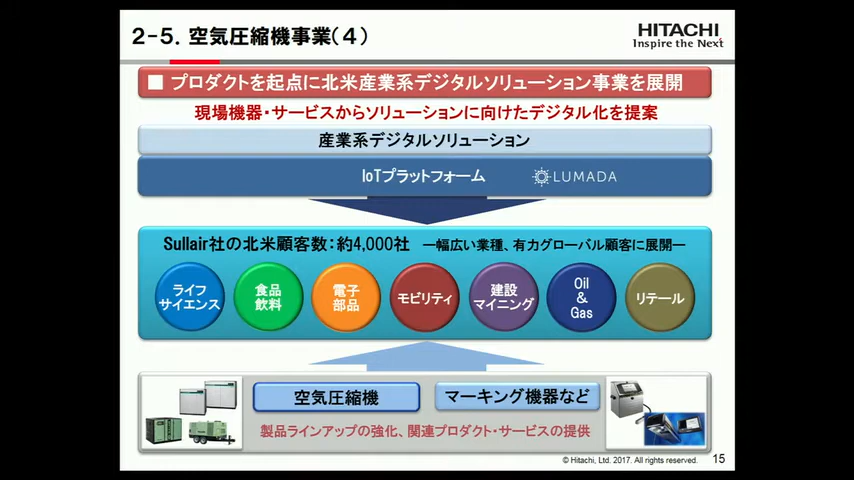 2-5. 空気圧縮機事業(4)
HITACHI
Inspire the Next
■ プロダクトを起点に北米産業系デジタルソリューション事業を展開
現場機器・サービスからソリューションに向けたデジタル化を提案
産業系デジタルソリューション
IoTプラットフォーム
LUMADA
Sullair社の北米顧客数:約4,000社 ―幅広い業種、有力グローバル顧客に展開―
ライフ
サイエンス
食品
飲料
電子
部品
モビリティ
建設
マイニング
Oil
&
Gas
リテール
空気圧縮機
マーキング機器など
製品ラインアップの強化、関連プロダクト・サービスの提供
© Hitachi, Ltd. 2017. All rights reserved.
15